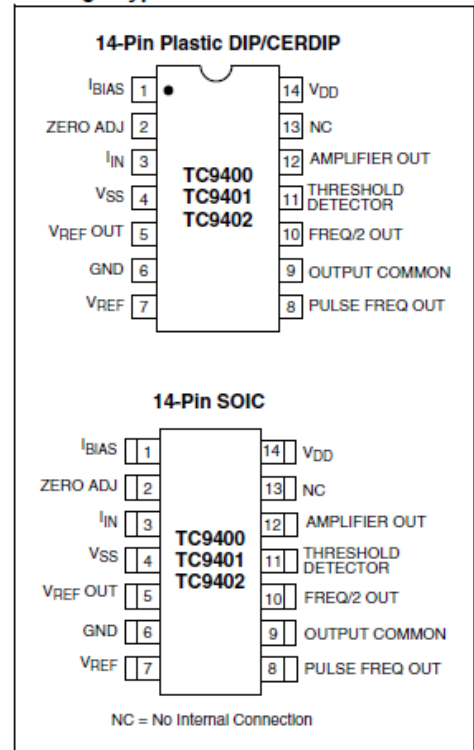 14-Pin Plastic DIP/CERDIP
IBIAS 1 14 VDD
ZERO ADJ 2 13 NC
IIN 3 12 AMPLIFIER OUT
VSS 4 11 THRESHOLD DETECTOR
VREF OUT 5 10 FREQ/2 OUT
GND 6 9 OUTPUT COMMON
VREF 7 8 PULSE FREQ OUT
TC9400
TC9401
TC9402
14-Pin SOIC
IBIAS 1 14 VDD
ZERO ADJ 2 13 NC
IIN 3 12 AMPLIFIER OUT
VSS 4 11 THRESHOLD DETECTOR
VREF OUT 5 10 FREQ/2 OUT
GND 6 9 OUTPUT COMMON
VREF 7 8 PULSE FREQ OUT
TC9400
TC9401
TC9402
NC = No Internal Connection